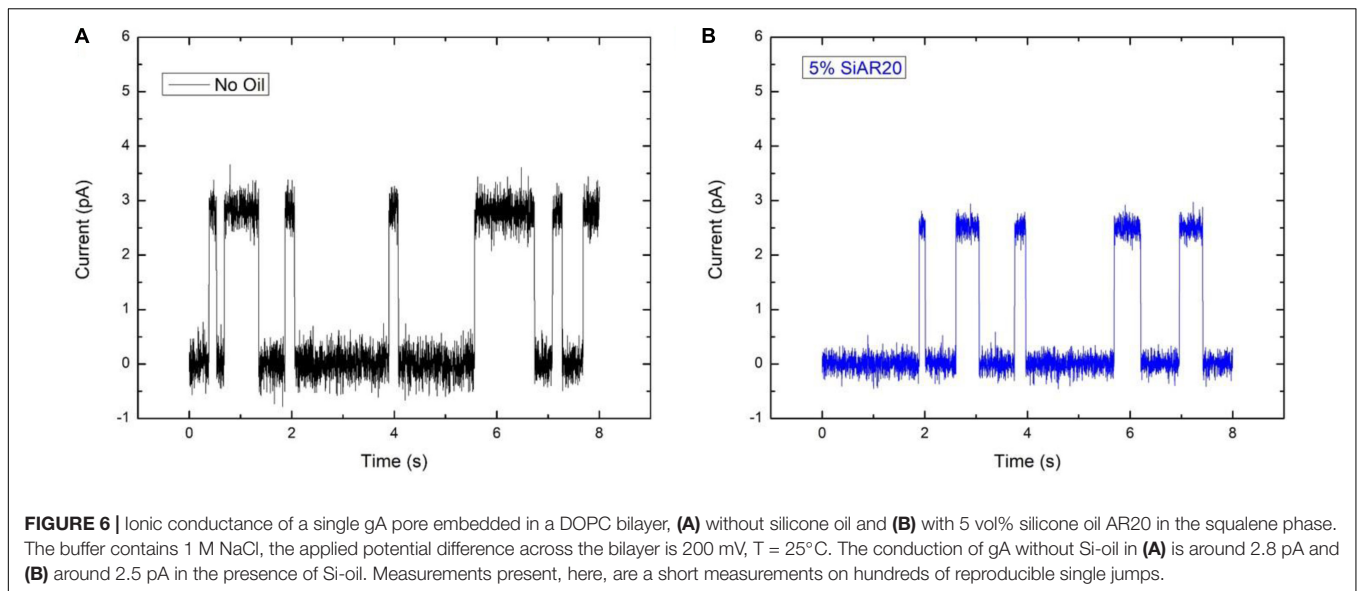 A
6
5
4
3
2
1
0
-1
Current (pA)
No Oil
0 2 4 6 8
Time (s)
B
6
5
4
3
2
1
0
-1
Current (pA)
5% SiAR20
0 2 4 6 8
Time (s)
FIGURE 6 | Ionic conductance of a single gA pore embedded in a DOPC bilayer, (A) without silicone oil and (B) with 5 vol% silicone oil AR20 in the squalene phase.
The buffer contains 1 M NaCl, the applied potential difference across the bilayer is 200 mV, T = 25°C. The conduction of gA without Si-oil in (A) is around 2.8 pA and
(B) around 2.5 pA in the presence of Si-oil. Measurements present, here, are a short measurements on hundreds of reproducible single jumps.